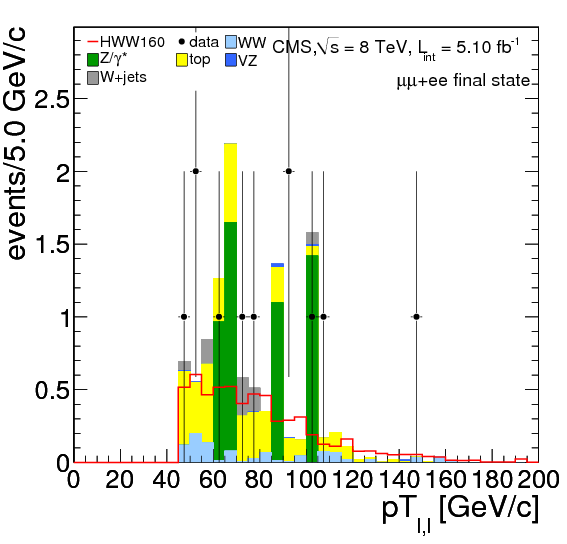 HWW160 data WW
Z/γ* top VZ
W+jets
CMS,√s = 8 TeV, L_int = 5.10 fb⁻¹
μμ+ee final state
events/5.0 GeV/c
2.5
2
1.5
1
0.5
0
0 20 40 60 80 100 120 140 160 180 200
pT_l,l [GeV/c]